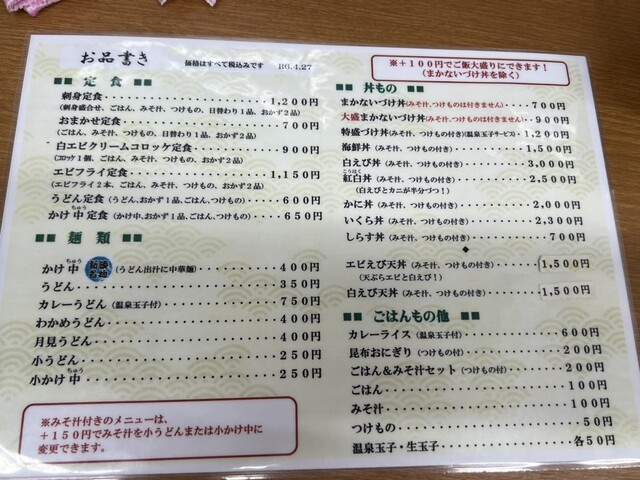 お品書き
価格はすべて税込みです R6.4.27
定食
刺身定食・・・・・・・・・・・・・1,200円
(刺身盛合せ、ごはん、みそ汁、つけもの、日替わり1品、おかず2品)
おまかせ定食・・・・・・・・・・・700円
(ごはん、みそ汁、つけもの、日替わり1品、おかず2品)
白エビクリームコロッケ定食・・・・・・900円
(コロッケ1個、ごはん、みそ汁、つけもの、おかず2品)
エビフライ定食・・・・・・・・・・1,150円
(エビフライ2本、ごはん、みそ汁、つけもの、おかず2品)
うどん定食(うどん、おかず1品、ごはん、つけもの)・・・600円
かけ中定食(かけ中、おかず1品、ごはん、つけもの)・・650円
ちゅう
麺類
ちゅう
かけ中 (うどん出汁に中華麺)・・・・・・400円
うどん・・・・・・・・・・・・・350円
カレーうどん(温泉玉子付)・・・・・・750円
わかめうどん・・・・・・・・・・・400円
月見うどん・・・・・・・・・・・・400円
小うどん・・・・・・・・・・・・・250円
ちゅう
小かけ中・・・・・・・・・・・・・250円
※みそ汁付きのメニューは、
+150円でみそ汁を小うどんまたは小かけ中に
変更できます。
※+100円でご飯大盛りにできます!
(まかないづけ丼を除く)
丼もの
まかないづけ丼(みそ汁、つけものは付きません)・・700円
大盛まかないづけ丼(みそ汁、つけものは付きません)・・900円
特盛づけ丼(みそ汁、つけもの付き)(温泉玉子サービス)・・1,200円
海鮮丼(みそ汁、つけもの付き)・・・・1,500円
白えび丼(みそ汁、つけもの付き)・・・3,000円
こうはく
紅白丼(みそ汁、つけもの付き)・・・・2,500円
(白えびとカニが半分づつ!)
かに丼(みそ汁、つけもの付き)・・・・2,000円
いくら丼(みそ汁、つけもの付き)・・・2,300円
しらす丼(みそ汁、つけもの付き)・・・700円
◆
エビえび天丼(みそ汁、つけもの付き)・・1,500円
(天ぷらエビと白えび!)
白えび天丼(みそ汁、つけもの付き)・・・1,500円
ごはんもの他
カレーライス(温泉玉子付)・・・・・・600円
昆布おにぎり(つけもの付)・・・・・・200円
ごはん&みそ汁セット(つけもの付)・・・200円
ごはん・・・・・・・・・・・・・100円
みそ汁・・・・・・・・・・・・・100円
つけもの・・・・・・・・・・・・50円
温泉玉子・生玉子・・・・・・・・・各50円